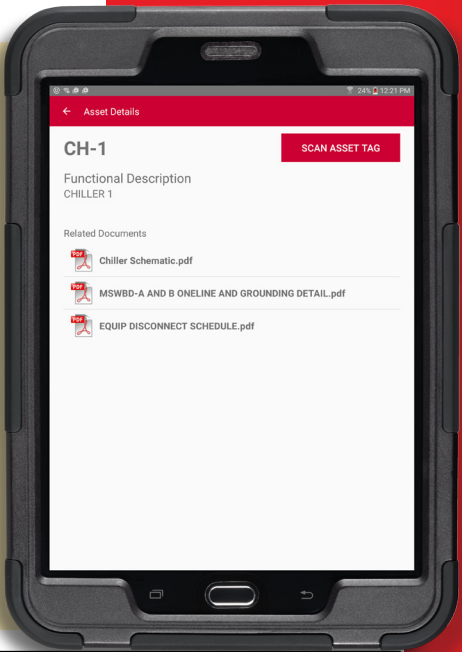 24% 12:21 PM
Asset Details
CH-1
SCAN ASSET TAG
Functional Description
CHILLER 1
Related Documents
PDF
Chiller Schematic.pdf
PDF
MSWBD-A AND B ONELINE AND GROUNDING DETAIL.pdf
PDF
EQUIP DISCONNECT SCHEDULE.pdf